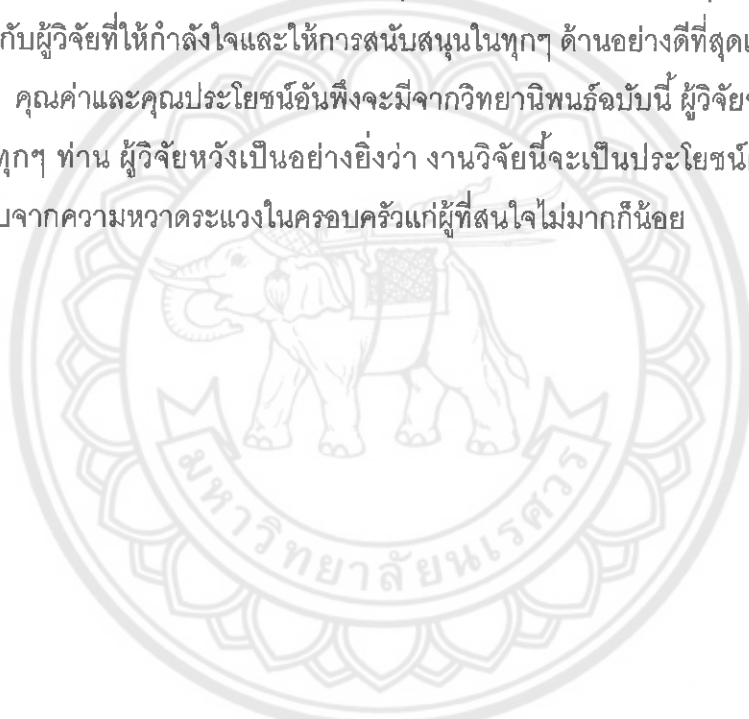 กับผู้วิจัยที่ให้กำลังใจและให้การสนับสนุนในทุกๆ ด้านอย่างดีที่สุด
คุณค่าและคุณประโยชน์อันพึงจะมีจากวิทยานิพนธ์ฉบับนี้ ผู้วิจัย
ทุกๆ ท่าน ผู้วิจัยหวังเป็นอย่างยิ่งว่า งานวิจัยนี้จะเป็นประโยชน์
จากความหวาดระแวงในครอบครัวแก่ผู้ที่สนใจไม่มากก็น้อย
มหาวิทยาลัยนเรศวร